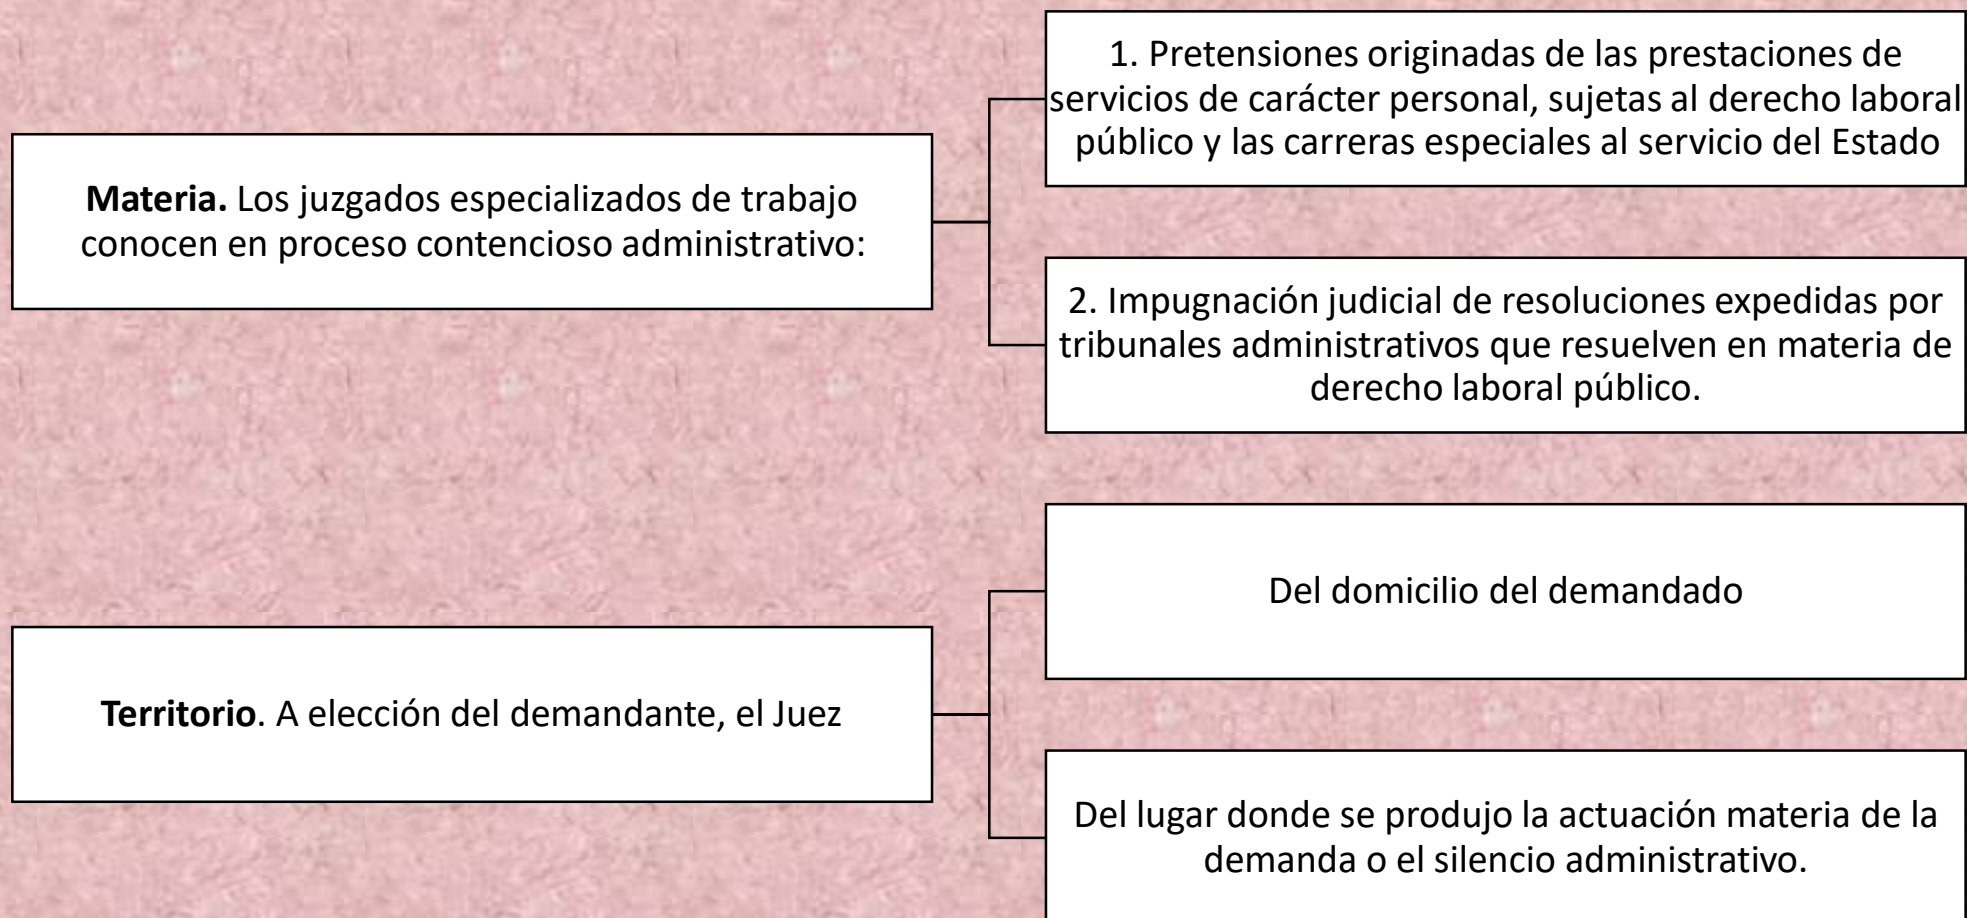 Materia. Los juzgados especializados de trabajo
conocen en proceso contencioso administrativo:
1. Pretensiones originadas de las prestaciones de
servicios de carácter personal, sujetas al derecho laboral
público y las carreras especiales al servicio del Estado
2. Impugnación judicial de resoluciones expedidas por
tribunales administrativos que resuelven en materia de
derecho laboral público.
Territorio. A elección del demandante, el Juez
Del domicilio del demandado
Del lugar donde se produjo la actuación materia de la
demanda o el silencio administrativo.